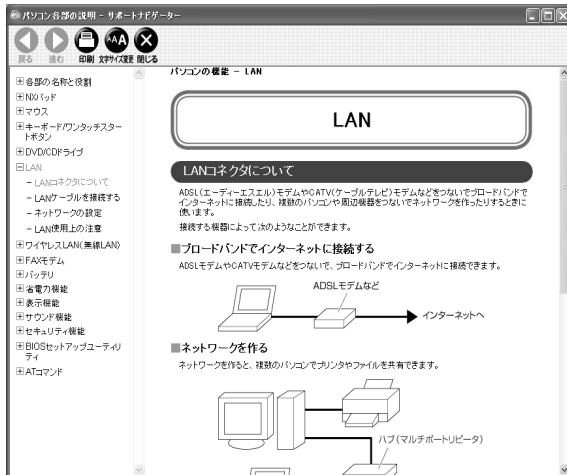 パソコン各部の説明 - サポートナビゲーター
戻る 進む 印刷 文字サイズ変更 閉じる
各部の名称と役割
NXパッド
マウス
キーボード/ワンタッチスタートボタン
DVD/CDドライブ
LAN
- LANコネクタについて
- LANケーブルを接続する
- ネットワークの設定
- LAN使用上の注意
ワイヤレスLAN(無線LAN)
FAXモデム
バッテリ
省電力機能
表示機能
サウンド機能
セキュリティ機能
BIOSセットアップユーティリティ
ATコマンド
パソコンの機能 - LAN
LAN
LANコネクタについて
ADSL(エーディーエスエル)モデムやCATV(ケーブルテレビ)モデムなどをつないでブロードバンドで
インターネットに接続したり、複数のパソコンや周辺機器をつないでネットワークを作ったりするときに
使います。
接続する機器によって次のようなことができます。
■ブロードバンドでインターネットに接続する
ADSLモデムやCATVモデムなどをつないで、ブロードバンドでインターネットに接続できます。
ADSLモデムなど
インターネットへ
■ネットワークを作る
ネットワークを作ると、複数のパソコンでプリンタやファイルを共有できます。
ハブ(マルチポートリピータ)